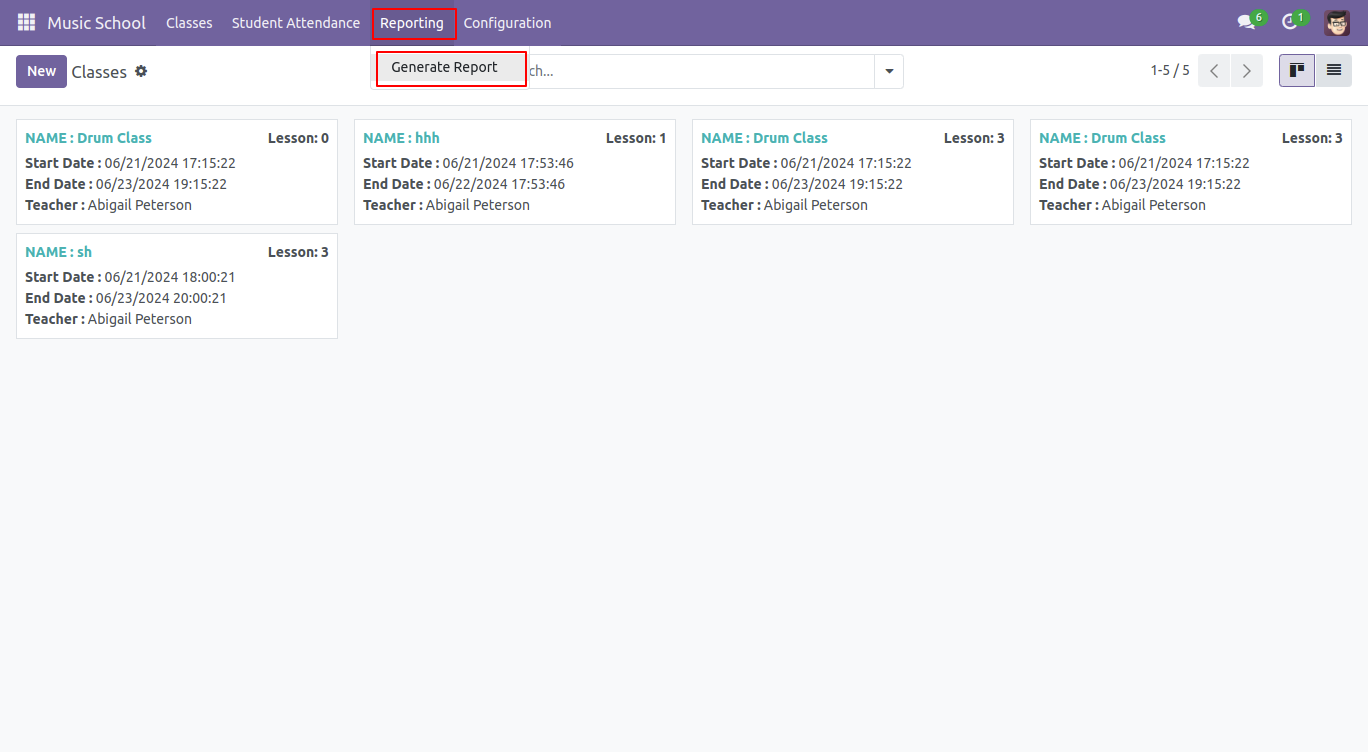 Music School Classes Student Attendance Reporting Configuration 6 1
New Classes Generate Report ch... 1-5 / 5
NAME : Drum Class Lesson: 0
Start Date : 06/21/2024 17:15:22
End Date : 06/23/2024 19:15:22
Teacher : Abigail Peterson
NAME : hhh Lesson: 1
Start Date : 06/21/2024 17:53:46
End Date : 06/22/2024 17:53:46
Teacher : Abigail Peterson
NAME : Drum Class Lesson: 3
Start Date : 06/21/2024 17:15:22
End Date : 06/23/2024 19:15:22
Teacher : Abigail Peterson
NAME : Drum Class Lesson: 3
Start Date : 06/21/2024 17:15:22
End Date : 06/23/2024 19:15:22
Teacher : Abigail Peterson
NAME : sh Lesson: 3
Start Date : 06/21/2024 18:00:21
End Date : 06/23/2024 20:00:21
Teacher : Abigail Peterson